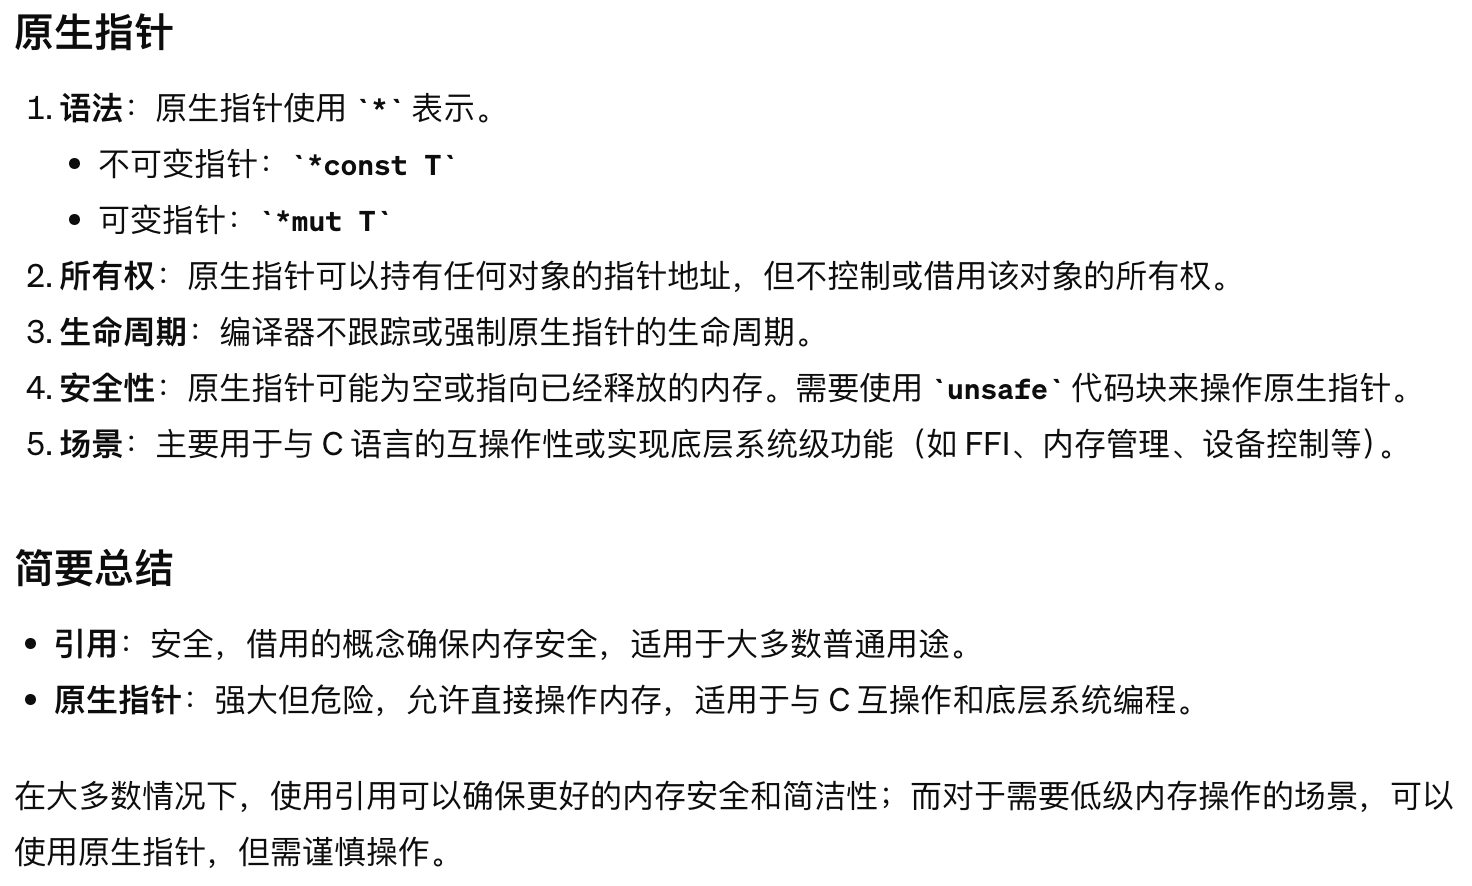 原生指针
1. 语法：原生指针使用 `*` 表示。
• 不可变指针：`*const T`
• 可变指针：`*mut T`
2. 所有权：原生指针可以持有任何对象的指针地址，但不控制或借用该对象的所有权。
3. 生命周期：编译器不跟踪或强制原生指针的生命周期。
4. 安全性：原生指针可能为空或指向已经释放的内存。需要使用 `unsafe` 代码块来操作原生指针。
5. 场景：主要用于与 C 语言的互操作性或实现底层系统级功能（如 FFI、内存管理、设备控制等）。
简要总结
• 引用：安全，借用的概念确保内存安全，适用于大多数普通用途。
• 原生指针：强大但危险，允许直接操作内存，适用于与 C 互操作和底层系统编程。
在大多数情况下，使用引用可以确保更好的内存安全和简洁性；而对于需要低级内存操作的场景，可以
使用原生指针，但需谨慎操作。